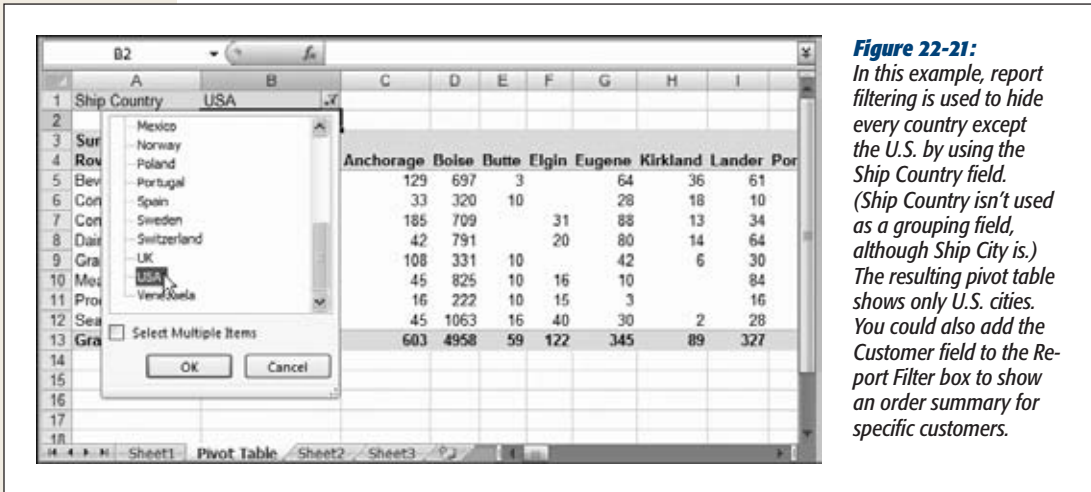 B2 fx
A B C D E F G H I
1 Ship Country USA
2
3 Sur
4 Rov Anchorage Boise Butte Elgin Eugene Kirkland Lander Por
5 Bev 129 697 3 64 36 61
6 Con 33 320 10 28 18 10
7 Con 185 709 31 88 13 34
8 Dair 42 791 20 80 14 64
9 Gra 108 331 10 42 6 30
10 Mea 45 825 10 16 10 84
11 Pro 16 222 10 15 3 16
12 Sea 45 1063 16 40 30 2 28
13 Gra 603 4958 59 122 345 89 327
14
15
16
17
18
Mexico
Norway
Poland
Portugal
Spain
Sweden
Switzerland
UK
USA
Venezuela
Select Multiple Items
OK Cancel
Sheet1 Pivot Table Sheet2 Sheet3
Figure 22-21:
In this example, report
filtering is used to hide
every country except
the U.S. by using the
Ship Country field.
(Ship Country isn't used
as a grouping field,
although Ship City is.)
The resulting pivot table
shows only U.S. cities.
You could also add the
Customer field to the Re-
port Filter box to show
an order summary for
specific customers.